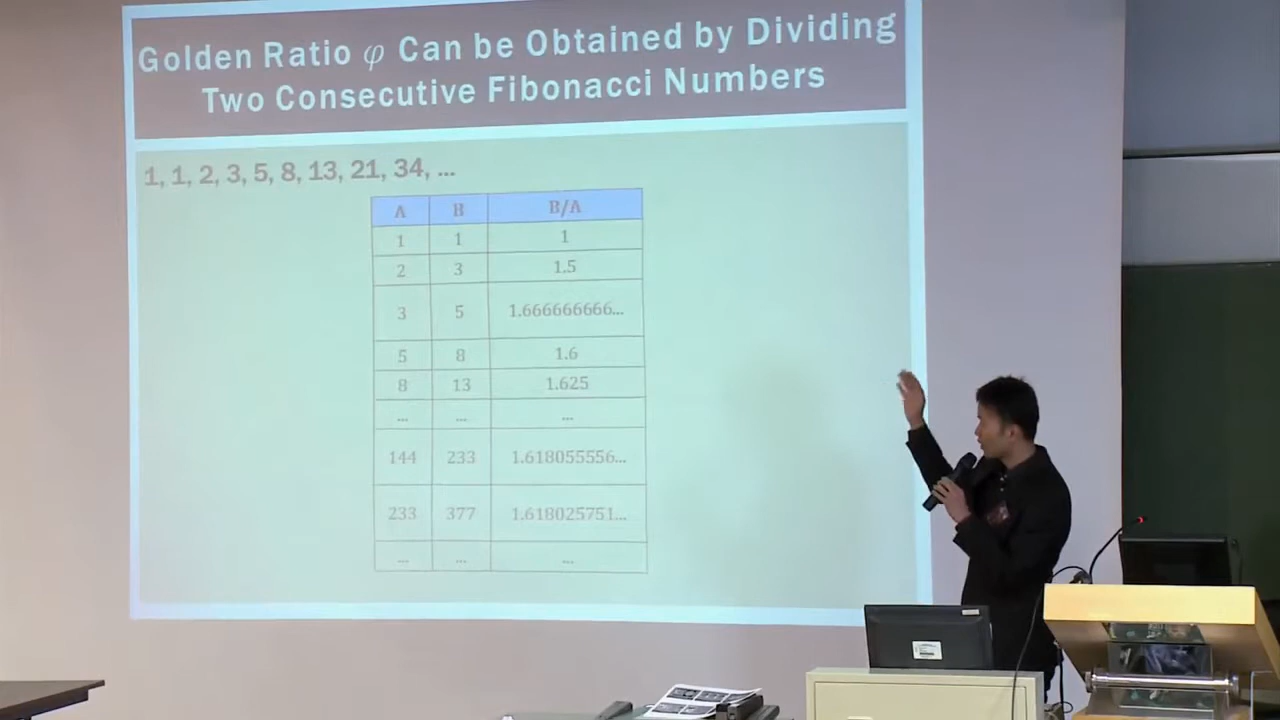 Golden Ratio φ Can be Obtained by Dividing
Two Consecutive Fibonacci Numbers
1, 1, 2, 3, 5, 8, 13, 21, 34, ...
A B B/A
1 1 1
2 3 1.5
3 5 1.666666666...
5 8 1.6
8 13 1.625
... ... ...
144 233 1.618055556...
233 377 1.618025751...
... ... ...